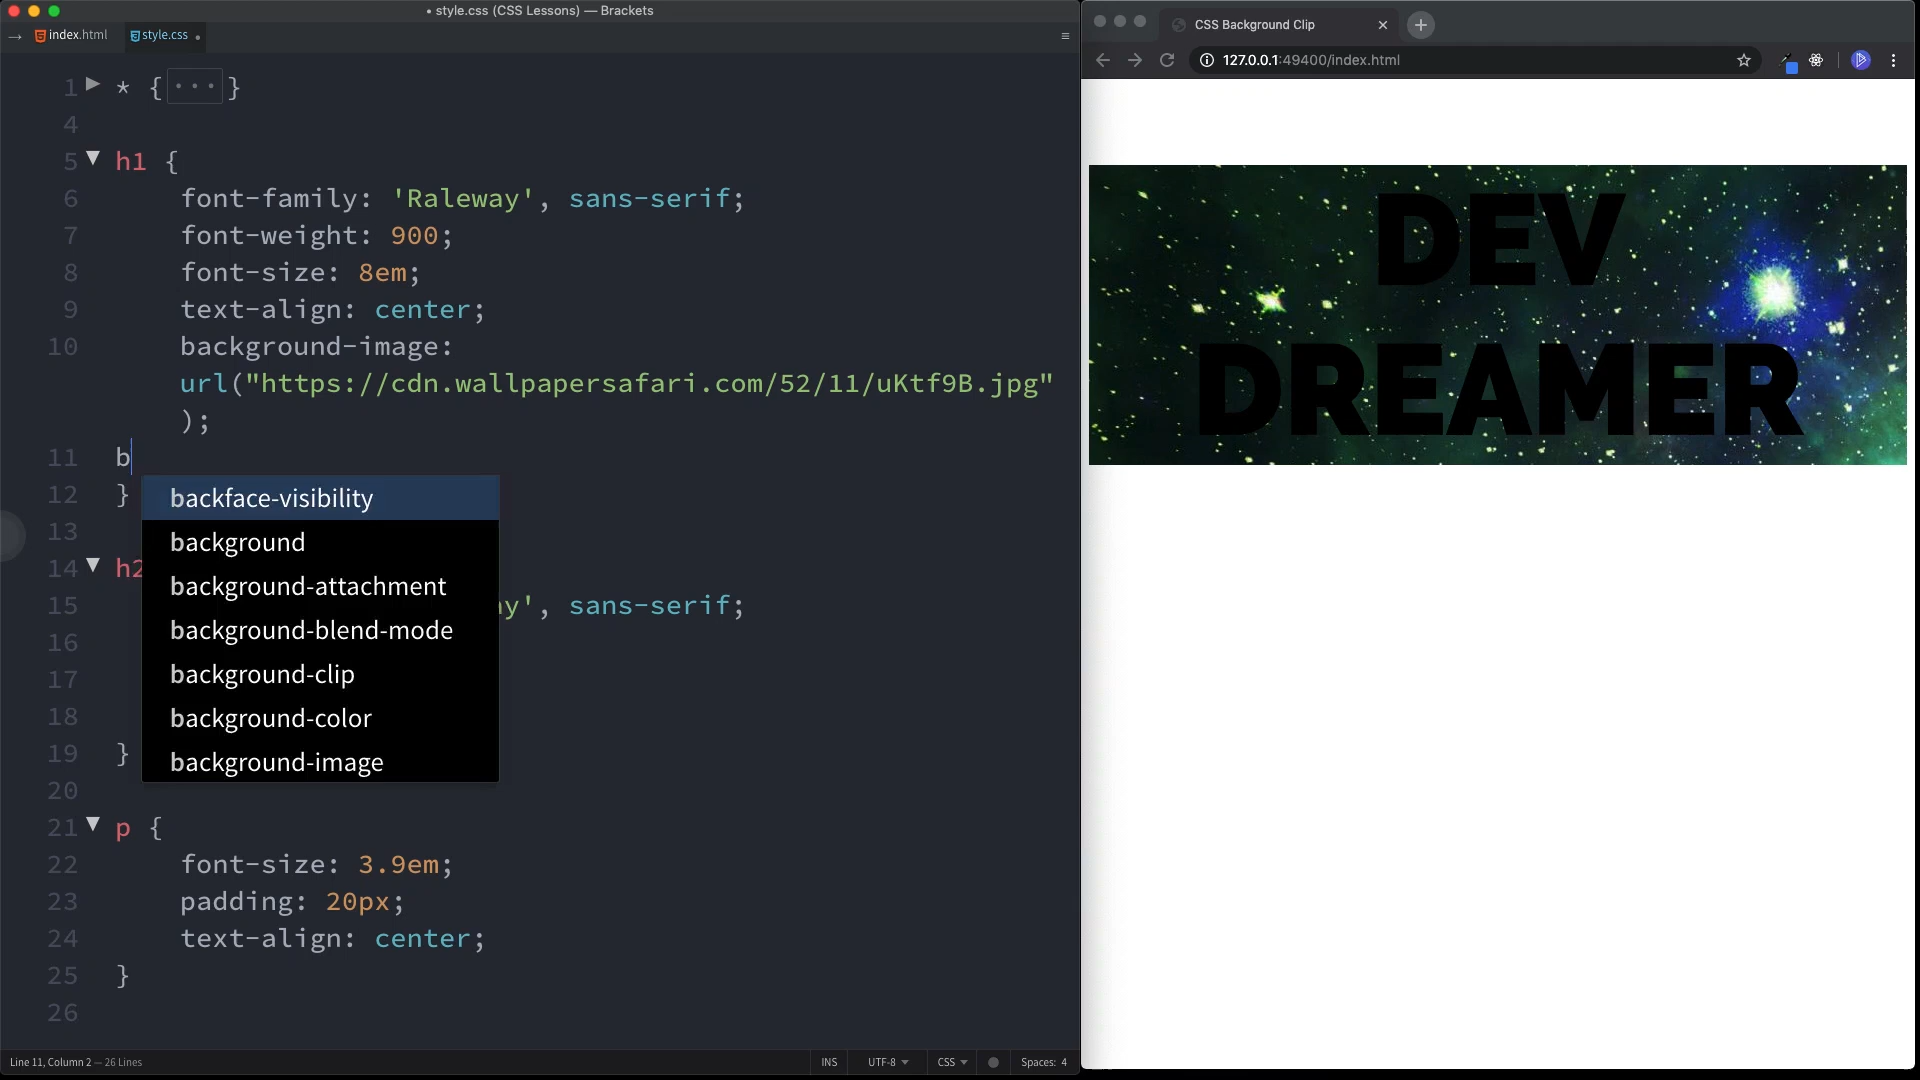 • style.css (CSS Lessons) — Brackets
index.html
style.css •
1 * {...}
4
5 h1 {
6 font-family: 'Raleway', sans-serif;
7 font-weight: 900;
8 font-size: 8em;
9 text-align: center;
10 background-image:
url("https://cdn.wallpapersafari.com/52/11/uKtf9B.jpg"
);
11 b
12 }
backface-visibility
13
background
14 h2
background-attachment
15 y', sans-serif;
background-blend-mode
16
17
background-clip
18
background-color
19 }
background-image
20
21 p {
22 font-size: 3.9em;
23 padding: 20px;
24 text-align: center;
25 }
26
Line 11, Column 2 — 26 Lines
INS
UTF-8
CSS
Spaces: 4
CSS Background Clip
127.0.0.1:49400/index.html
DEV
DREAMER